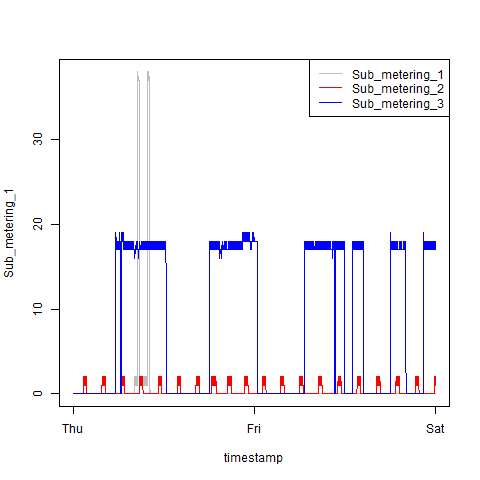 Sub_metering_1
Sub_metering_2
Sub_metering_3
Sub_metering_1
30
20
10
0
Thu Fri Sat
timestamp